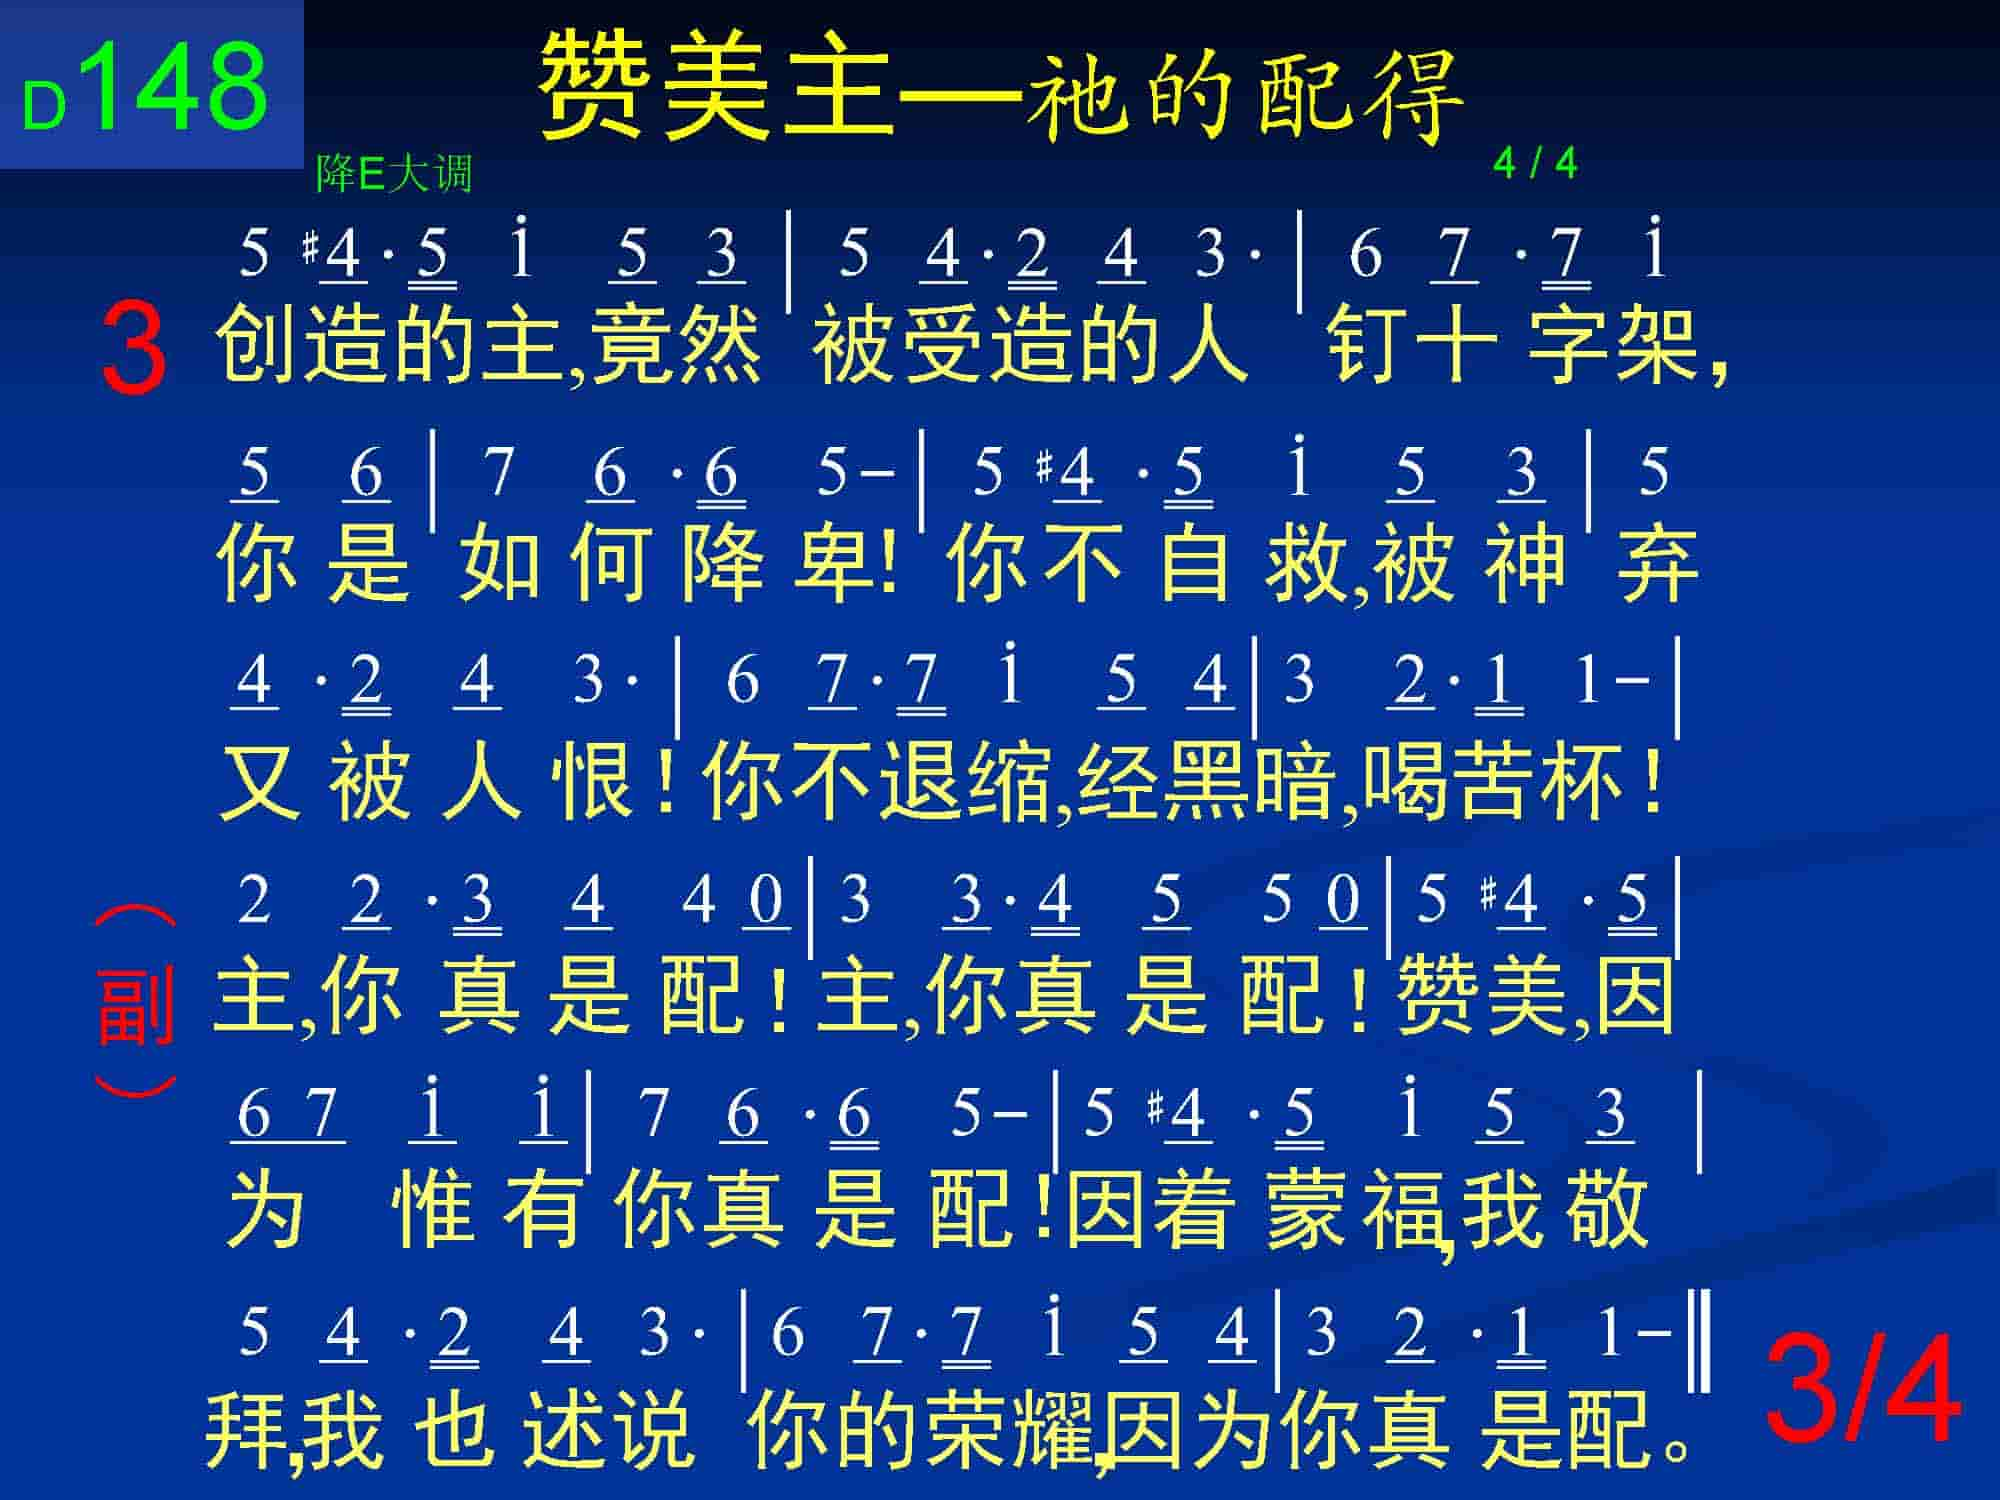 D148
赞美主—祂的配得
降E大调
4 / 4
5 #4·5 i 5 3 | 5 4·2 4 3· | 6 7·7 i
3 创造的主,竟然 被受造的人 钉十字架,
5 6 | 7 6·6 5– | 5 #4·5 i 5 3 | 5
你是 如何降卑! 你不自救,被神 弃
4·2 4 3· | 6 7·7 i 5 4 | 3 2·1 1– |
又被人恨!你不退缩,经黑暗,喝苦杯!
2 2·3 4 4 0 | 3 3·4 5 5 0 | 5 #4·5 |
(副) 主,你真是配!主,你真是配!赞美,因
6 7 i i | 7 6·6 5– | 5 #4·5 i 5 3 |
为 惟有你真是配!因着蒙福,我敬
5 4·2 4 3· | 6 7·7 i 5 4 | 3 2·1 1– ‖
拜,我也述说 你的荣耀,因为你真是配。
3/4